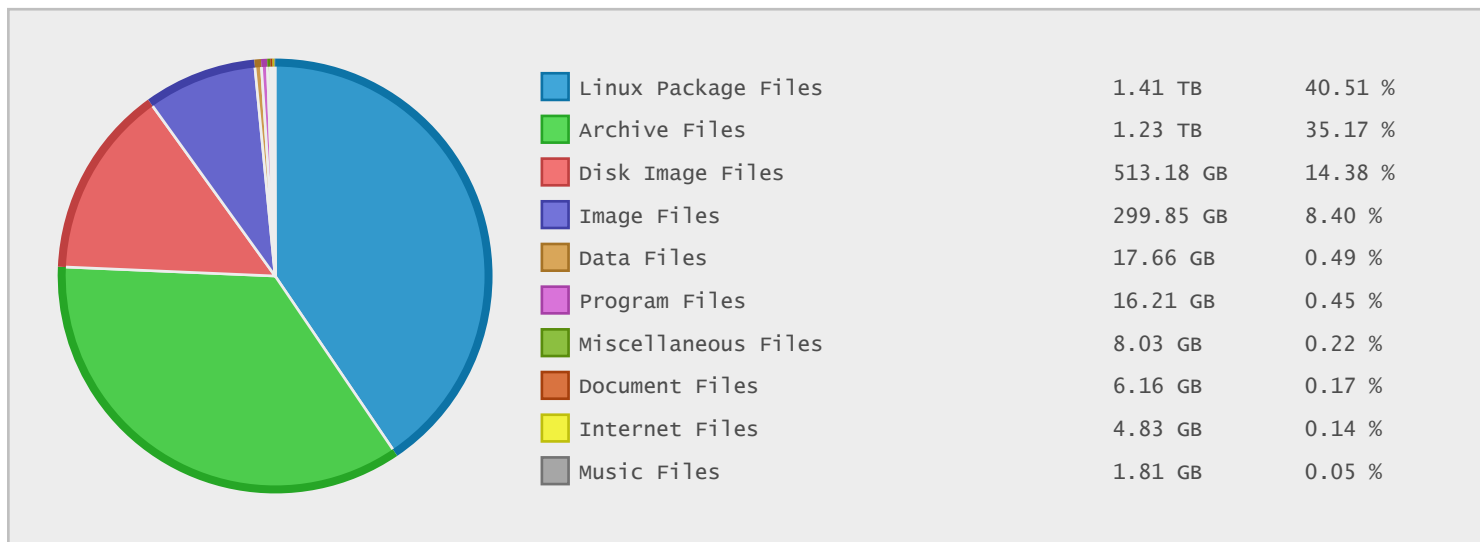 Linux Package Files 1.41 TB 40.51 %
Archive Files 1.23 TB 35.17 %
Disk Image Files 513.18 GB 14.38 %
Image Files 299.85 GB 8.40 %
Data Files 17.66 GB 0.49 %
Program Files 16.21 GB 0.45 %
Miscellaneous Files 8.03 GB 0.22 %
Document Files 6.16 GB 0.17 %
Internet Files 4.83 GB 0.14 %
Music Files 1.81 GB 0.05 %